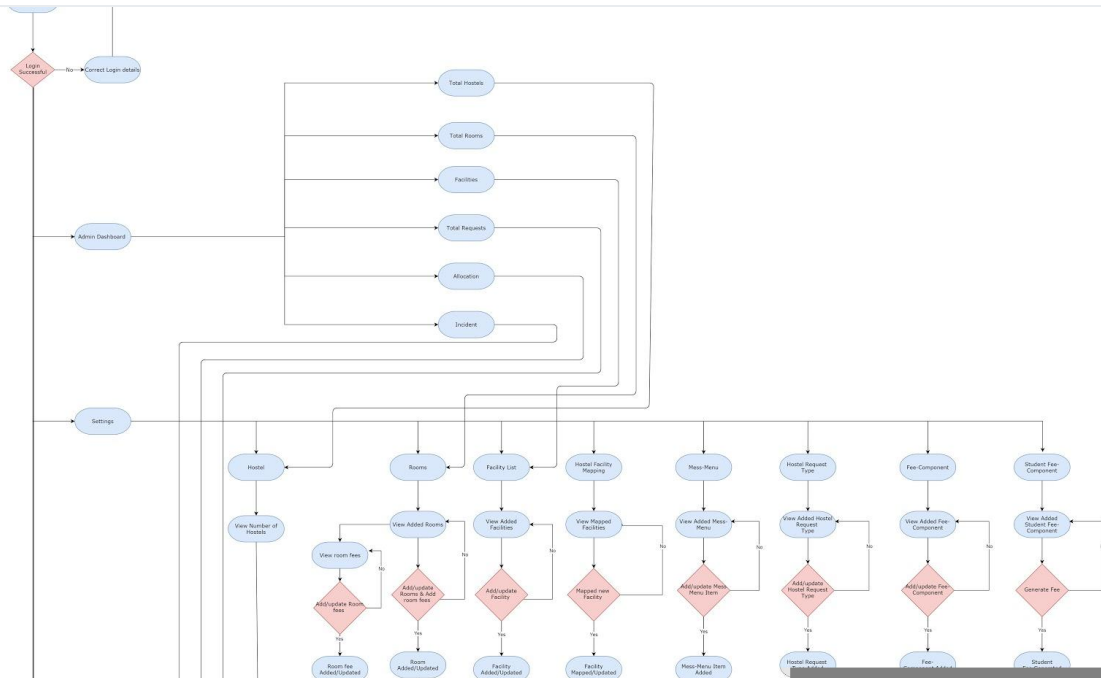 Login
Successful
No
Correct Login details
Total Hostels
Total Rooms
Facilities
Total Requests
Admin Dashboard
Allocation
Incident
Settings
Hostel
Rooms
Facility List
Hostel Facility
Mapping
Mess-Menu
Hostel Request
Type
Fee-Component
Student Fee-
Component
View Number of
Hostels
View Added Rooms
View Added
Facilities
View Mapped
Facilities
View Added Mess-
Menu
View Added Hostel
Request
Type
View Added Fee-
Component
View Added
Student Fee-
Component
View room fees
No
No
No
No
No
No
No
Add/update Room
fees
Add/update
Rooms & Add
room fees
Add/update
Facility
Mapped new
Facility
Add/update Mess
Menu Item
Add/update
Hostel Request
Type
Add/update Fee-
Component
Generate Fee
Yes
Yes
Yes
Yes
Yes
Yes
Yes
Yes
Room fee
Added/Updated
Room
Added/Updated
Facility
Added/Updated
Facility
Mapped/Updated
Mess-Menu Item
Added
Hostel Request
Fee-
Student